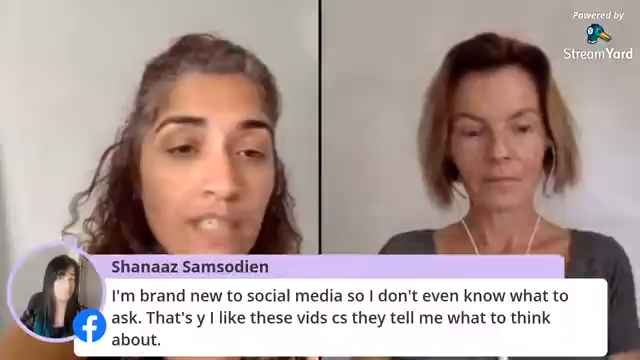 Powered by
StreamYard
Shanaaz Samsodien
I'm brand new to social media so I don't even know what to
ask. That's y I like these vids cs they tell me what to think
about.